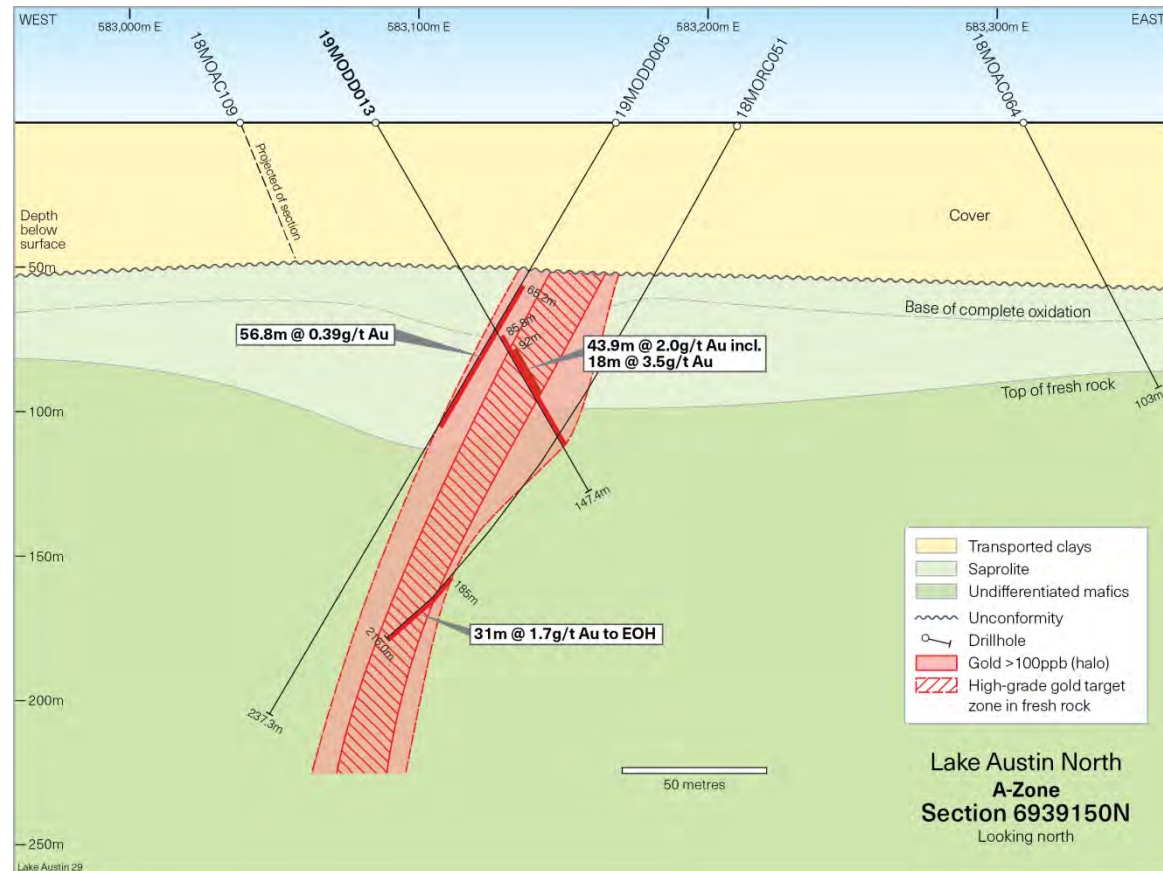 WEST
583,000m E
583,100m E
583,200m E
583,300m E
EAST
18MOAC109
19MODD013
19MODD005
18MORC051
18MOAC064
Projected of section
Depth
below
surface
Cover
50m
65.2m
Base of complete oxidation
56.8m @ 0.39g/t Au
85.8m
92m
43.9m @ 2.0g/t Au incl.
18m @ 3.5g/t Au
Top of fresh rock
103m
100m
147.4m
150m
185m
31m @ 1.7g/t Au to EOH
216.0m
200m
237.3m
250m
Transported clays
Saprolite
Undifferentiated mafics
Unconformity
Drillhole
Gold >100ppb (halo)
High-grade gold target
zone in fresh rock
50 metres
Lake Austin North
A-Zone
Section 6939150N
Looking north
Lake Austin 29